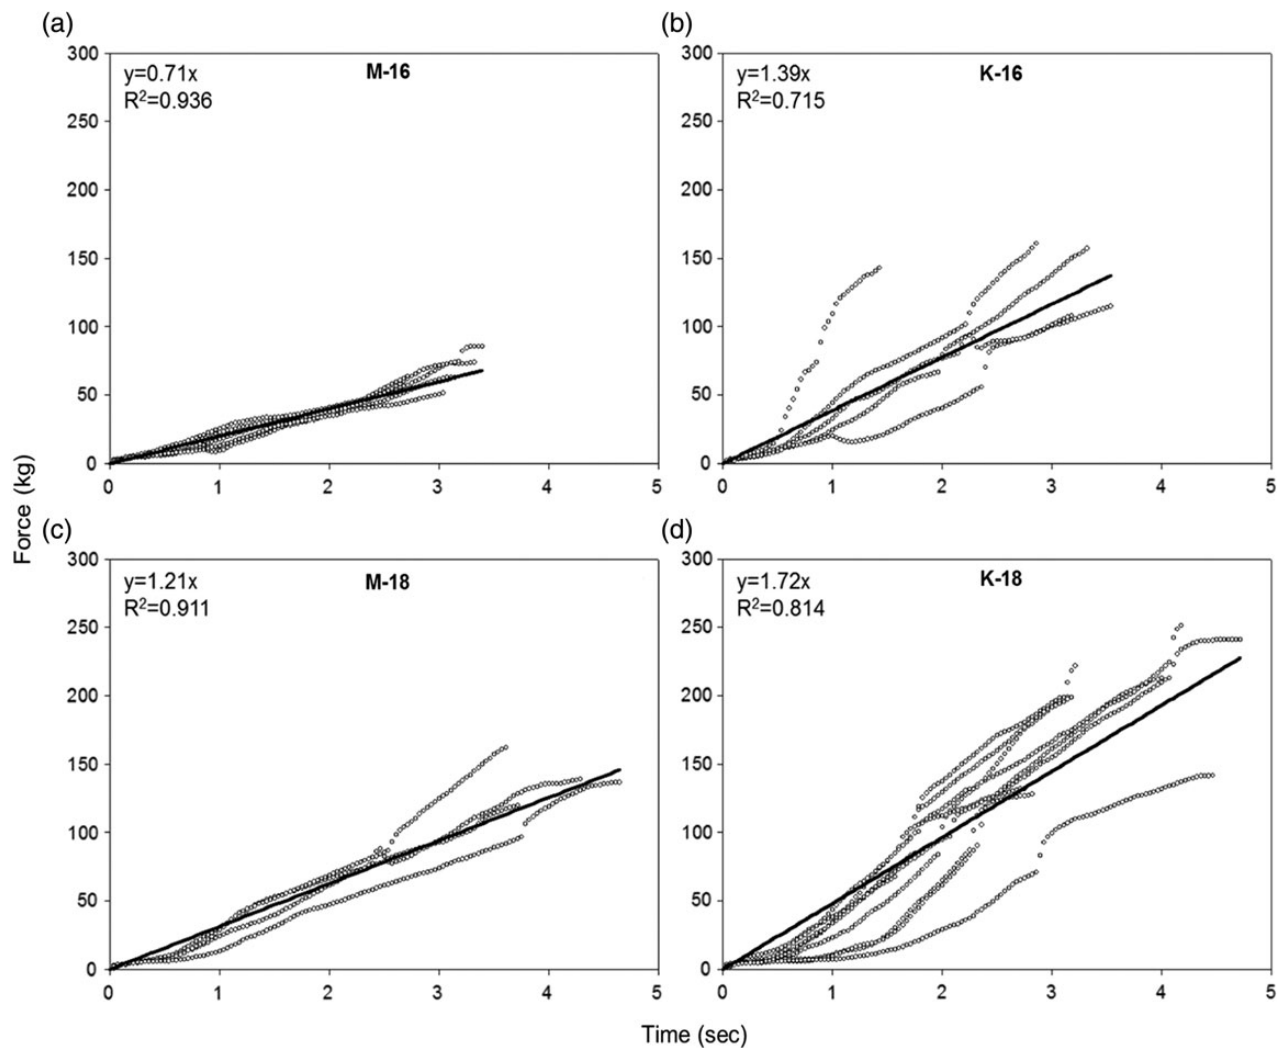 (a)
(b)
300
250
200
150
100
50
0
y=0.71x
R²=0.936
M-16
0 1 2 3 4 5
300
250
200
150
100
50
0
y=1.39x
R²=0.715
K-16
0 1 2 3 4 5
Force (kg)
(c)
(d)
300
250
200
150
100
50
0
y=1.21x
R²=0.911
M-18
0 1 2 3 4 5
300
250
200
150
100
50
0
y=1.72x
R²=0.814
K-18
0 1 2 3 4 5
Time (sec)